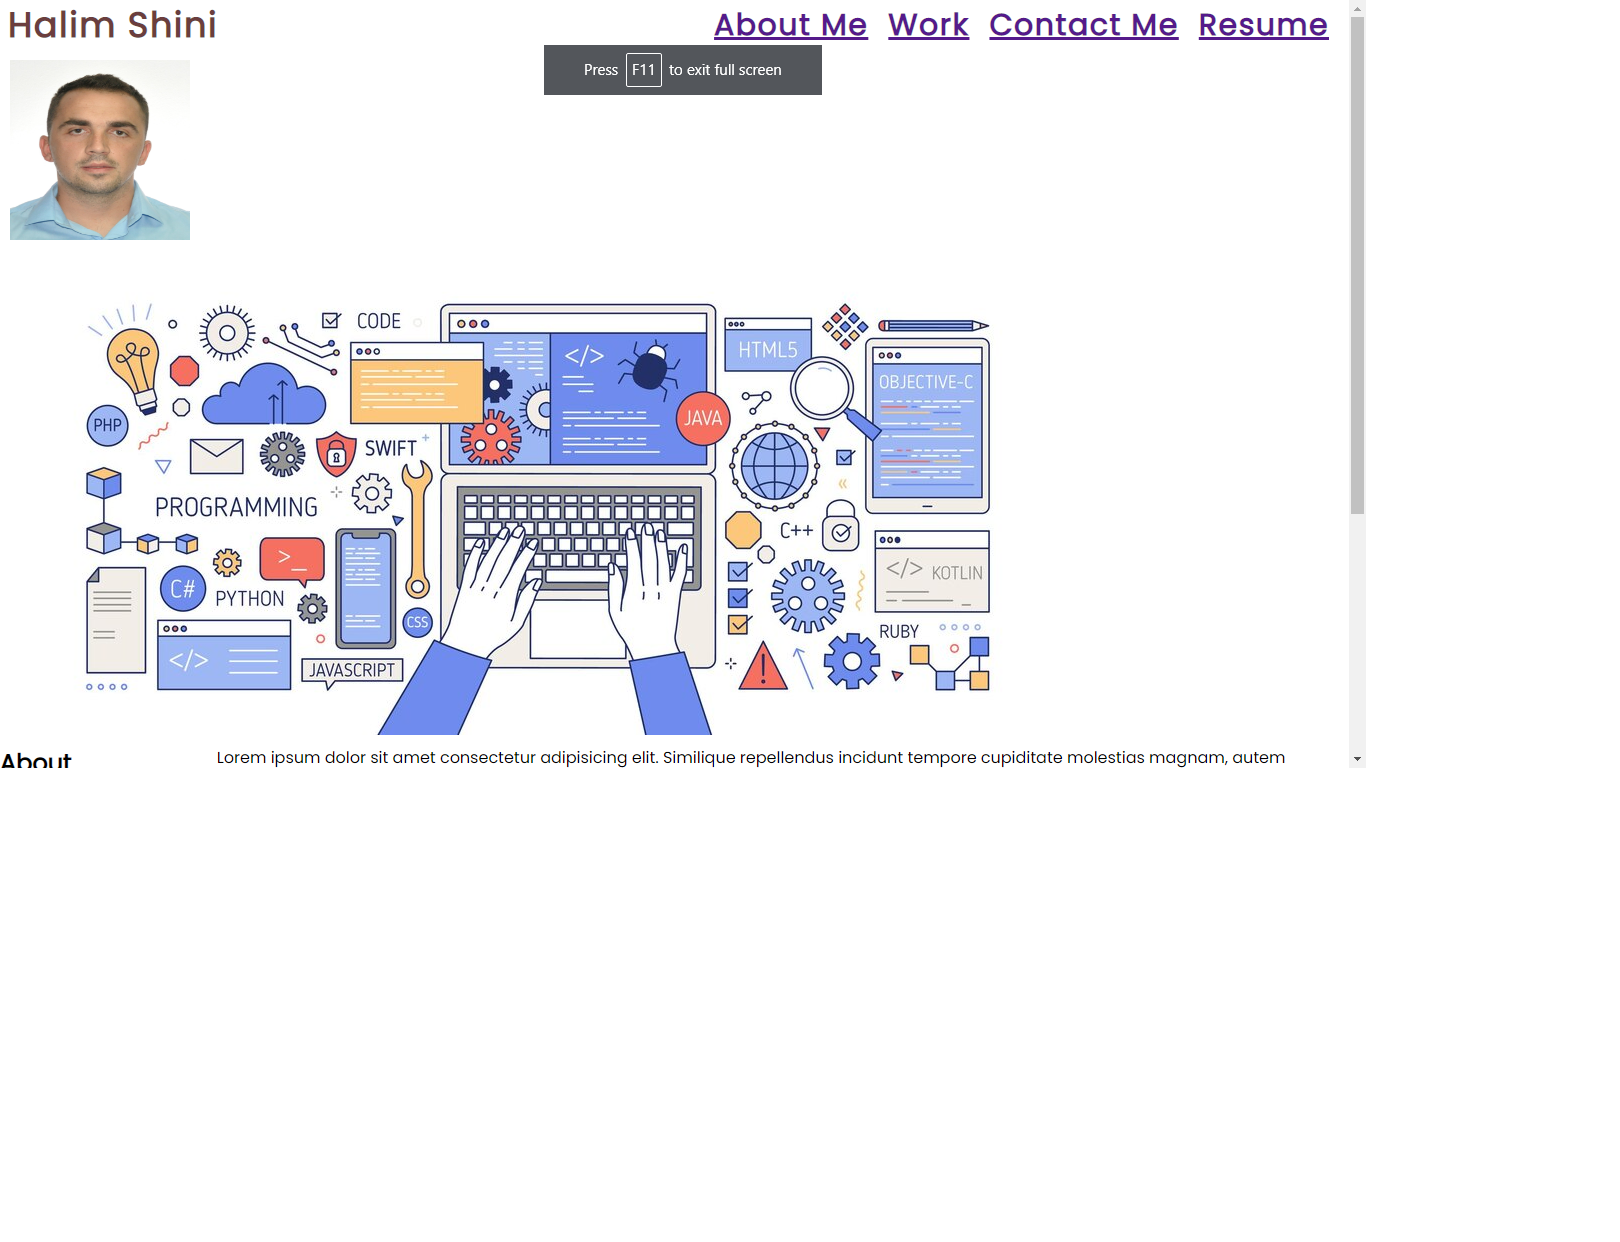 Halim Shini
About Me Work Contact Me Resume
Press F11 to exit full screen
CODE
HTML5
</>
OBJECTIVE-C
JAVA
PHP
SWIFT
PROGRAMMING
C++
>_
</> KOTLIN
C#
PYTHON
CSS
RUBY
</>
JAVASCRIPT
!
About
Lorem ipsum dolor sit amet consectetur adipisicing elit. Similique repellendus incidunt tempore cupiditate molestias magnam, autem